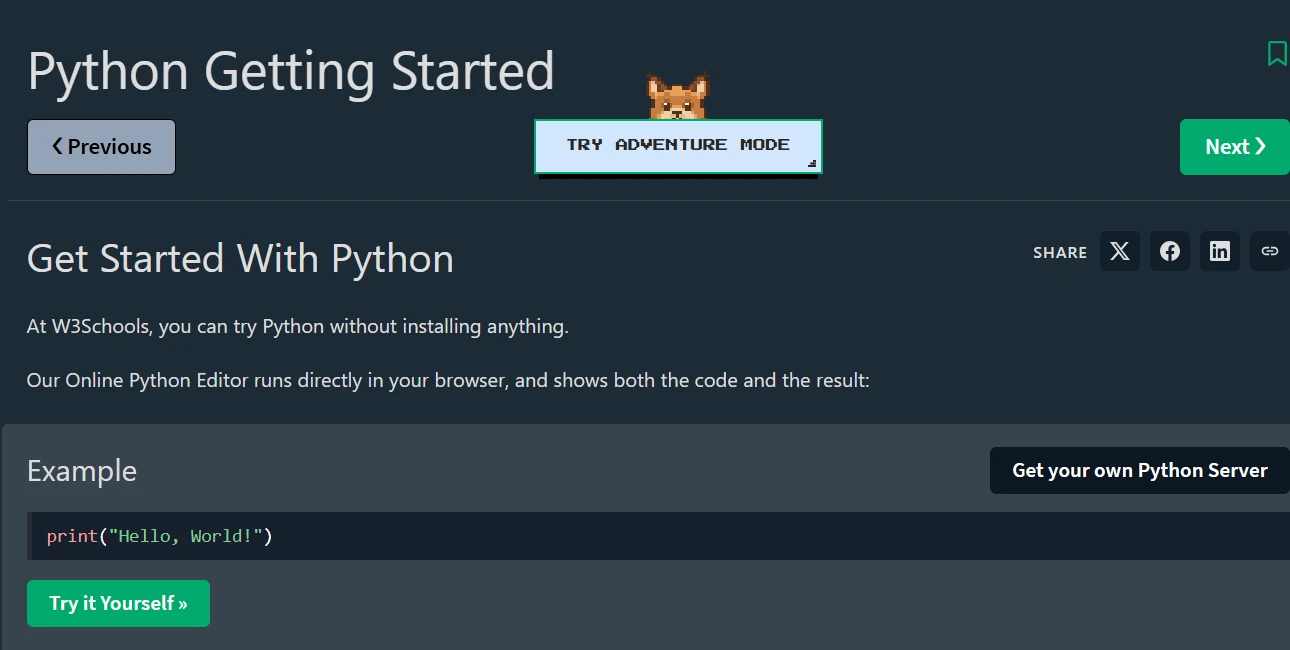 Python Getting Started
❮ Previous
TRY ADVENTURE MODE
Next ❯
Get Started With Python
SHARE
At W3Schools, you can try Python without installing anything.
Our Online Python Editor runs directly in your browser, and shows both the code and the result:
Example
Get your own Python Server
print("Hello, World!")
Try it Yourself »